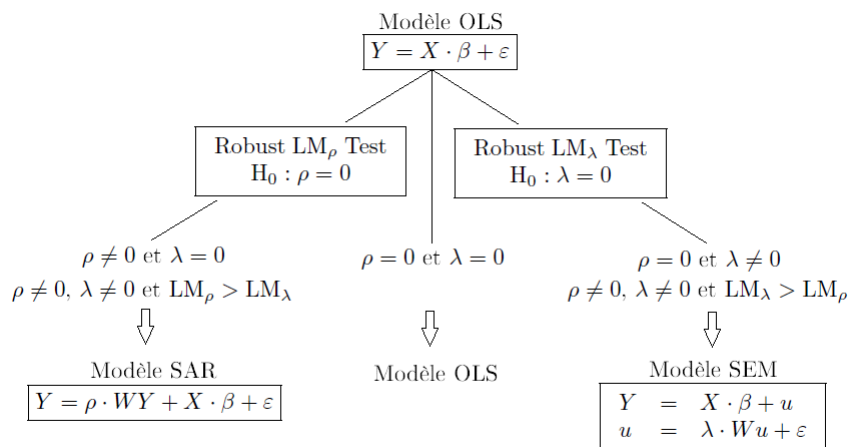 Modèle OLS
Y = X · β + ε
Robust LMρ Test
H0 : ρ = 0
Robust LMλ Test
H0 : λ = 0
ρ ≠ 0 et λ = 0
ρ ≠ 0, λ ≠ 0 et LMρ > LMλ
ρ = 0 et λ = 0
ρ = 0 et λ ≠ 0
ρ ≠ 0, λ ≠ 0 et LMλ > LMρ
Modèle SAR
Y = ρ · WY + X · β + ε
Modèle OLS
Modèle SEM
Y = X · β + u
u = λ · Wu + ε